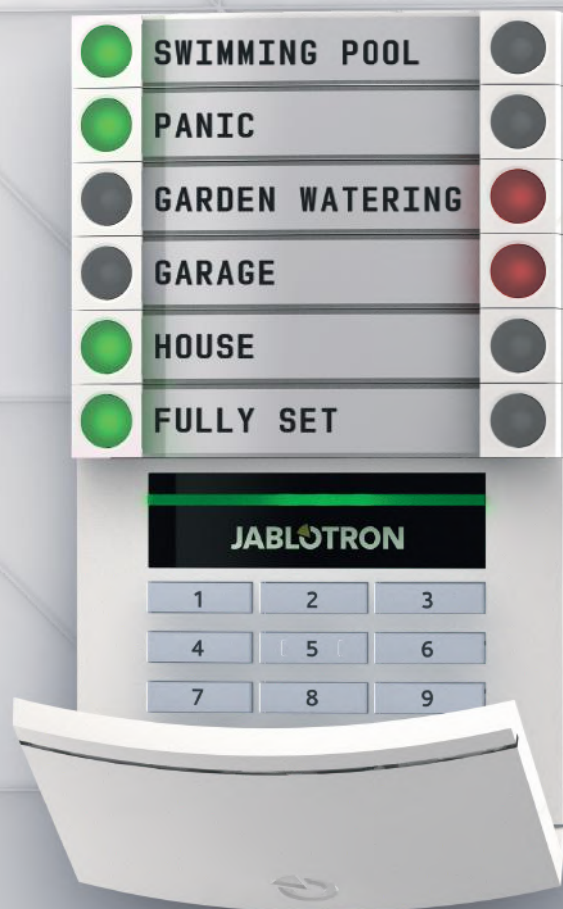 SWIMMING POOL
PANIC
GARDEN WATERING
GARAGE
HOUSE
FULLY SET
JABLOTRON
1 2 3
4 5 6
7 8 9